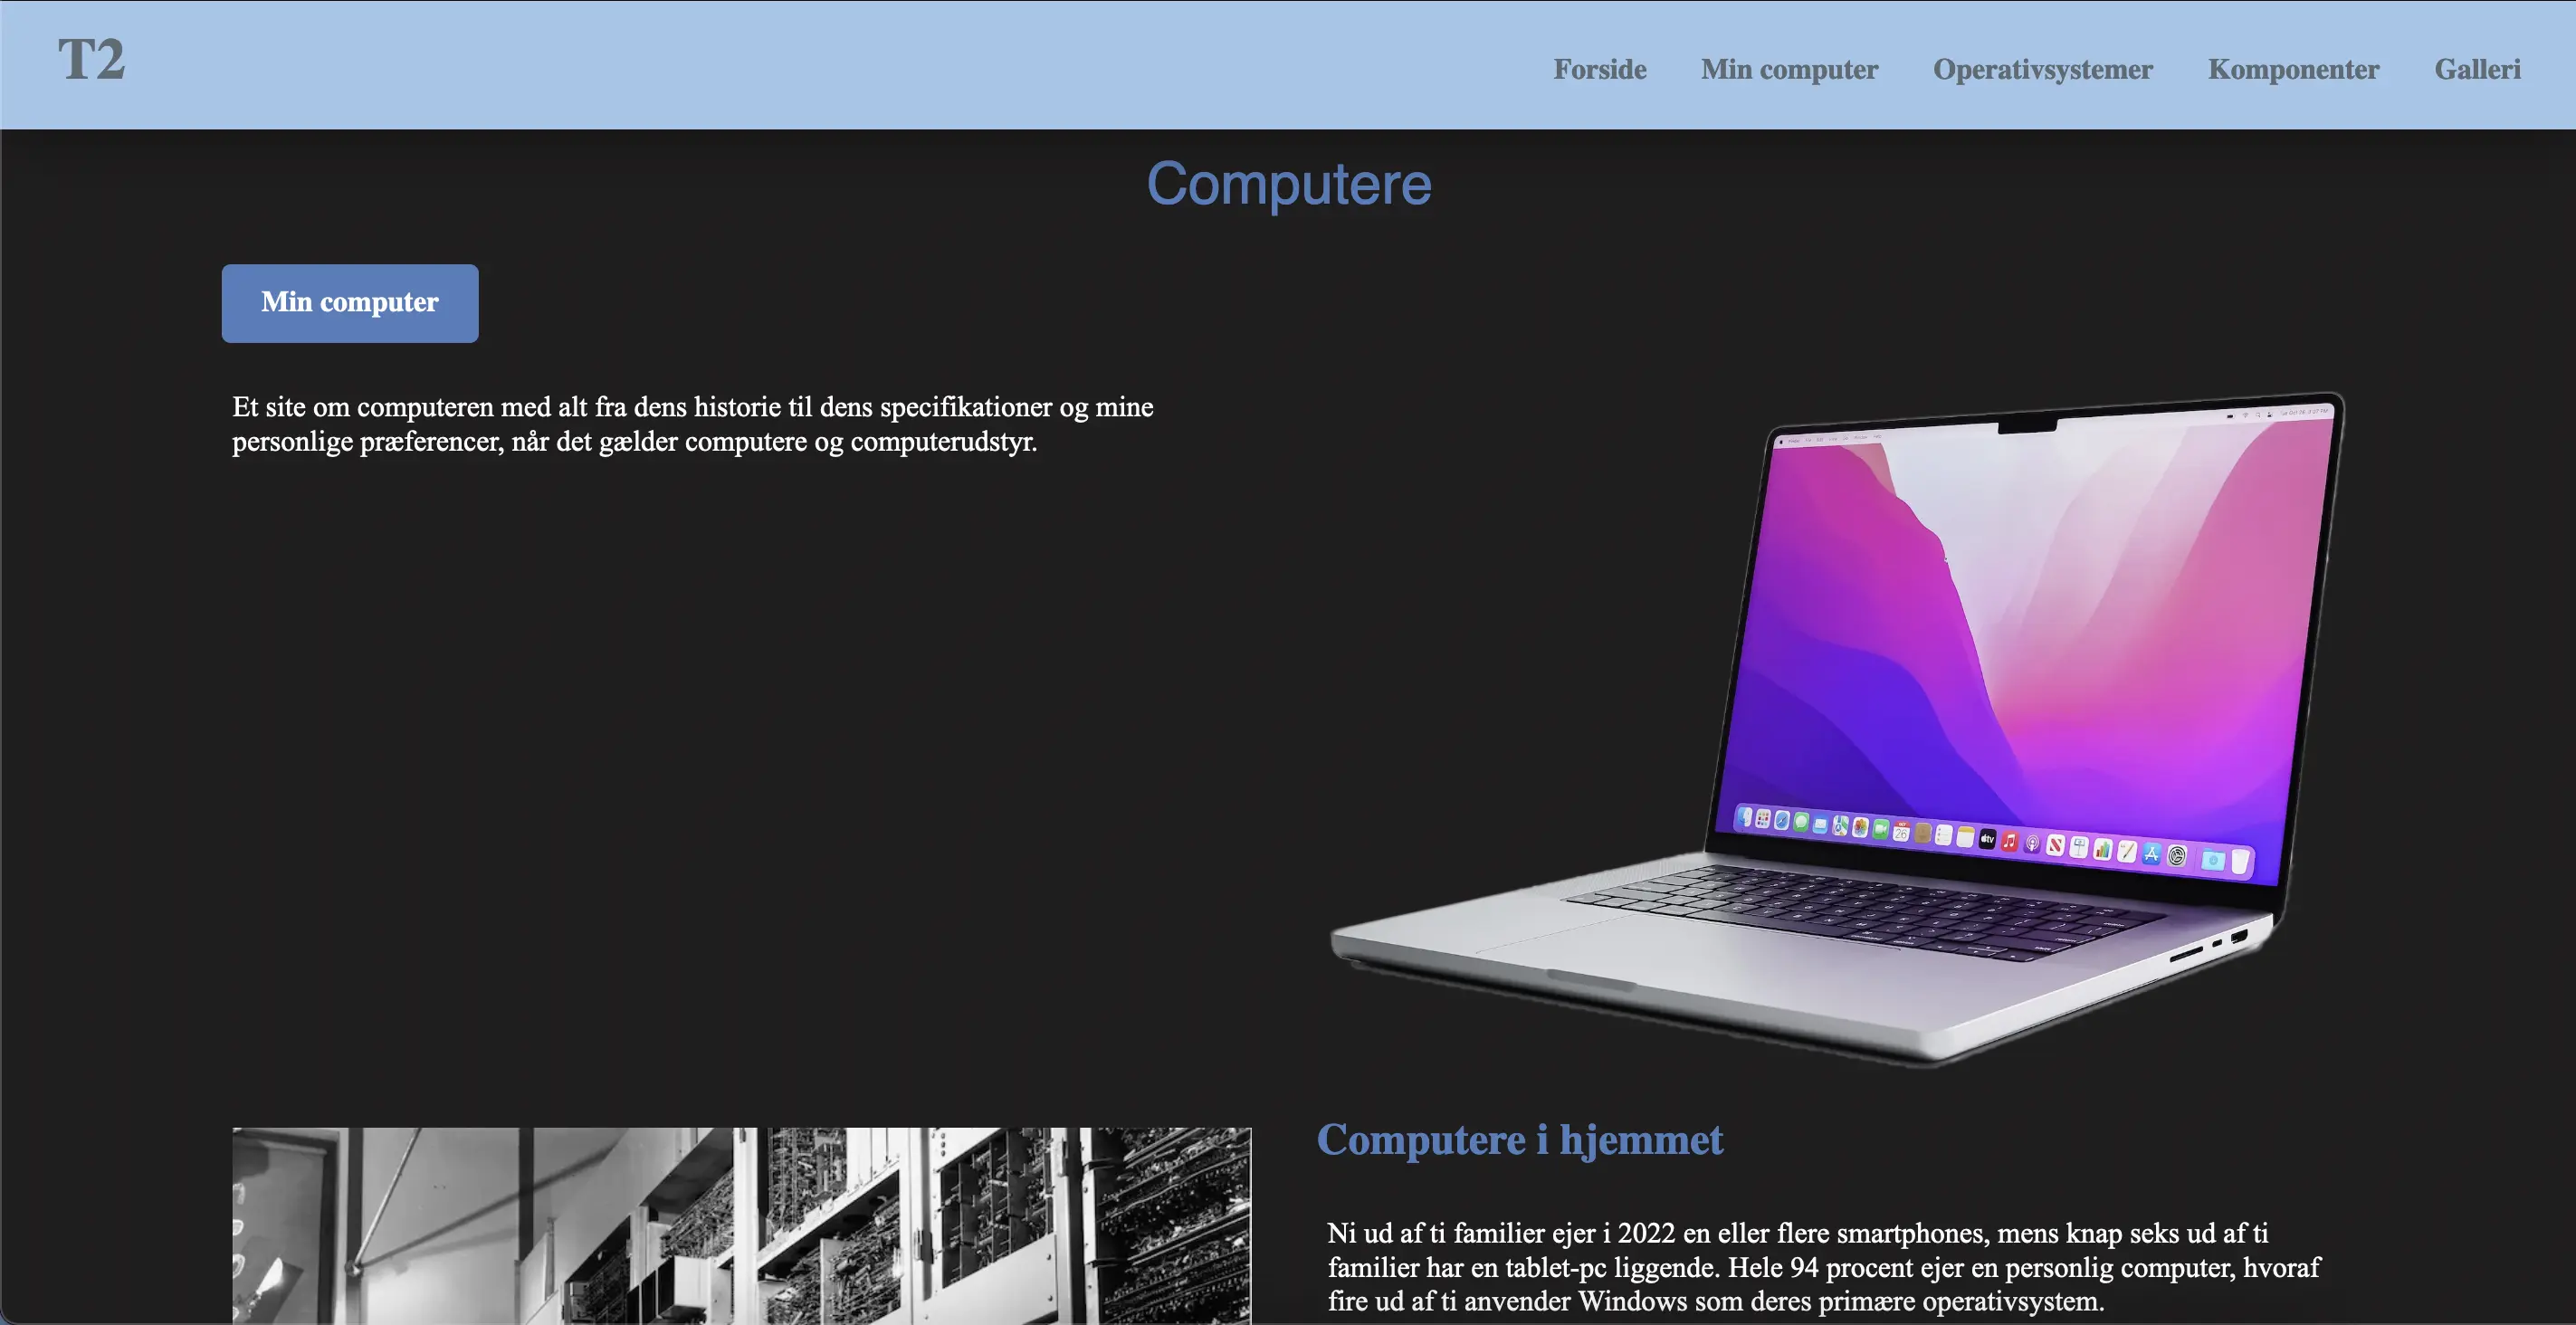 T2
Forside Min computer Operativsystemer Komponenter Galleri
Computere
Min computer
Et site om computeren med alt fra dens historie til dens specifikationer og mine
personlige præferencer, når det gælder computere og computerudstyr.
Computere i hjemmet
Ni ud af ti familier ejer i 2022 en eller flere smartphones, mens knap seks ud af ti
familier har en tablet-pc liggende. Hele 94 procent ejer en personlig computer, hvoraf
fire ud af ti anvender Windows som deres primære operativsystem.